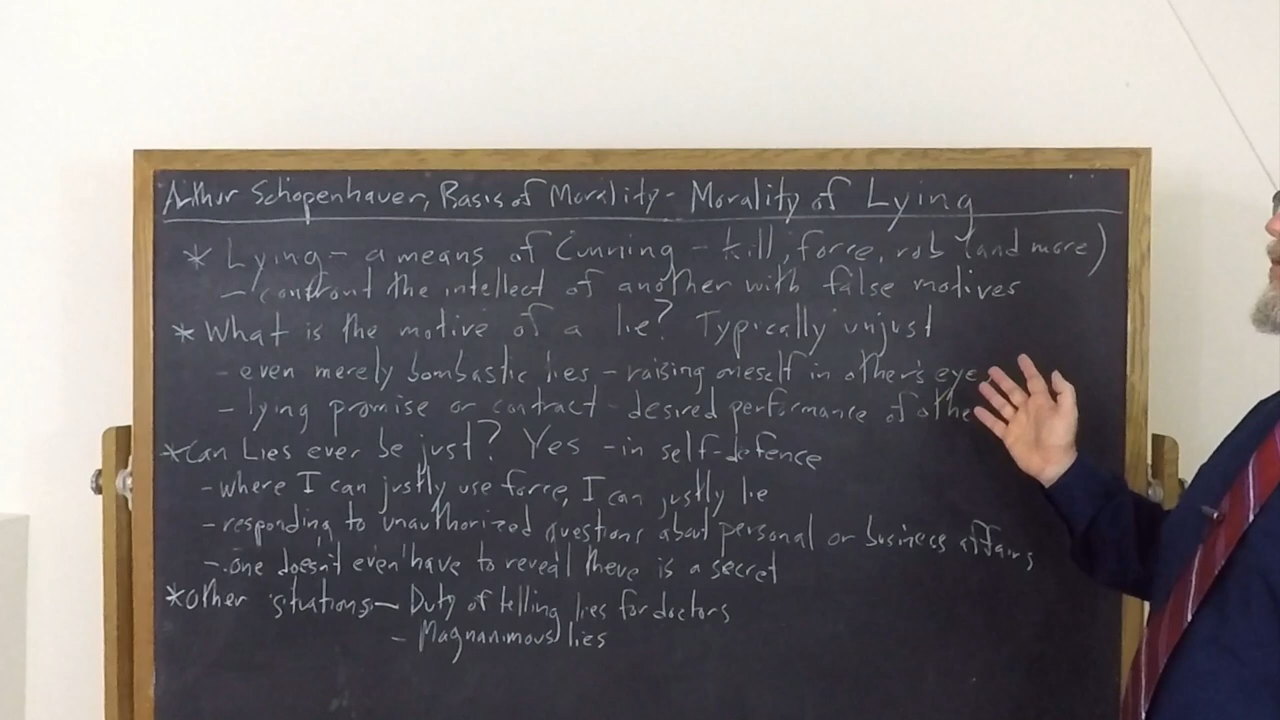 Arthur Schopenhauer, Basis of Morality - Morality of Lying
* Lying - a means of Cunning - kill, force, rob (and more)
- confront the intellect of another with false motives
* What is the motive of a lie? Typically unjust
- even merely bombastic lies - raising oneself in other's eye
- lying promise or contract - desired performance of othe
* Can Lies ever be just? Yes - in self-defence
- where I can justly use force, I can justly lie
- responding to unauthorized questions about personal or business affairs
- one doesn't even have to reveal there is a secret
* Other situations - Duty of telling lies for doctors
- Magnanimous lies